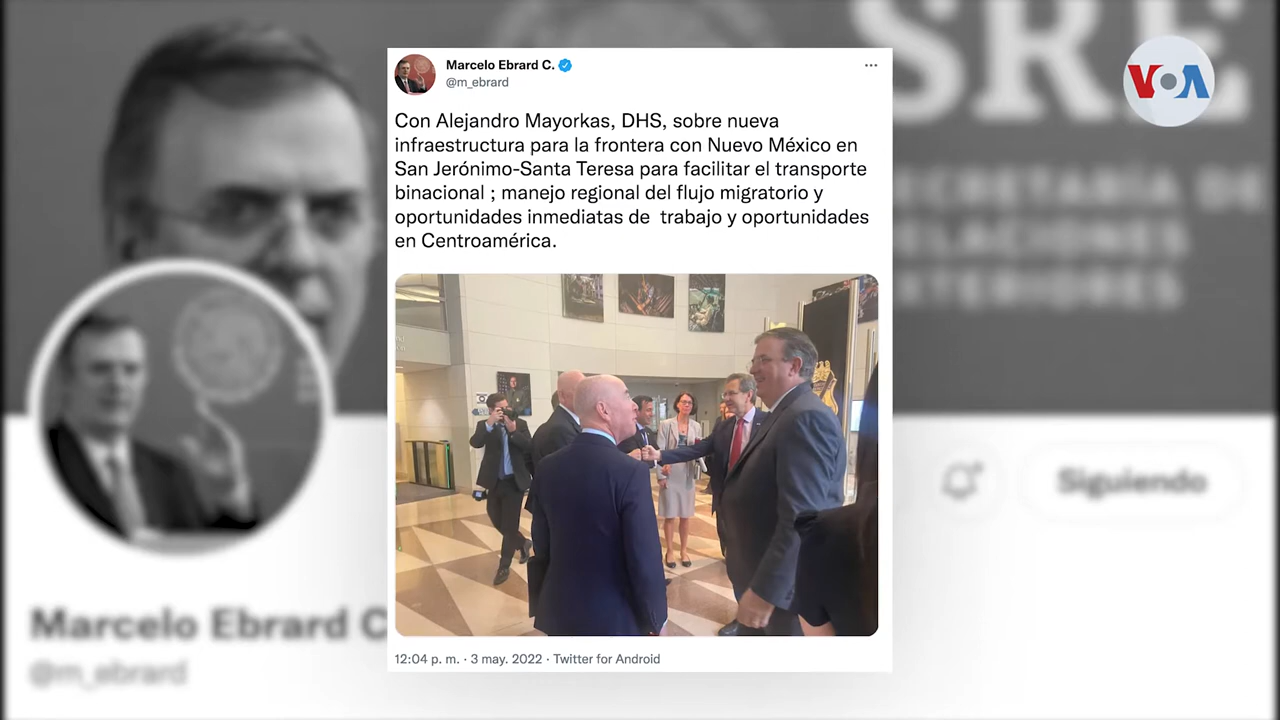 SRE
VOA
SECRETARÍA DE
RELACIONES
EXTERIORES
Marcelo Ebrard C.
@m_ebrard
Con Alejandro Mayorkas, DHS, sobre nueva
infraestructura para la frontera con Nuevo México en
San Jerónimo-Santa Teresa para facilitar el transporte
binacional ; manejo regional del flujo migratorio y
oportunidades inmediatas de  trabajo y oportunidades
en Centroamérica.
12:04 p. m. · 3 may. 2022 · Twitter for Android
Siguiendo
Marcelo Ebrard C
@m_ebrard